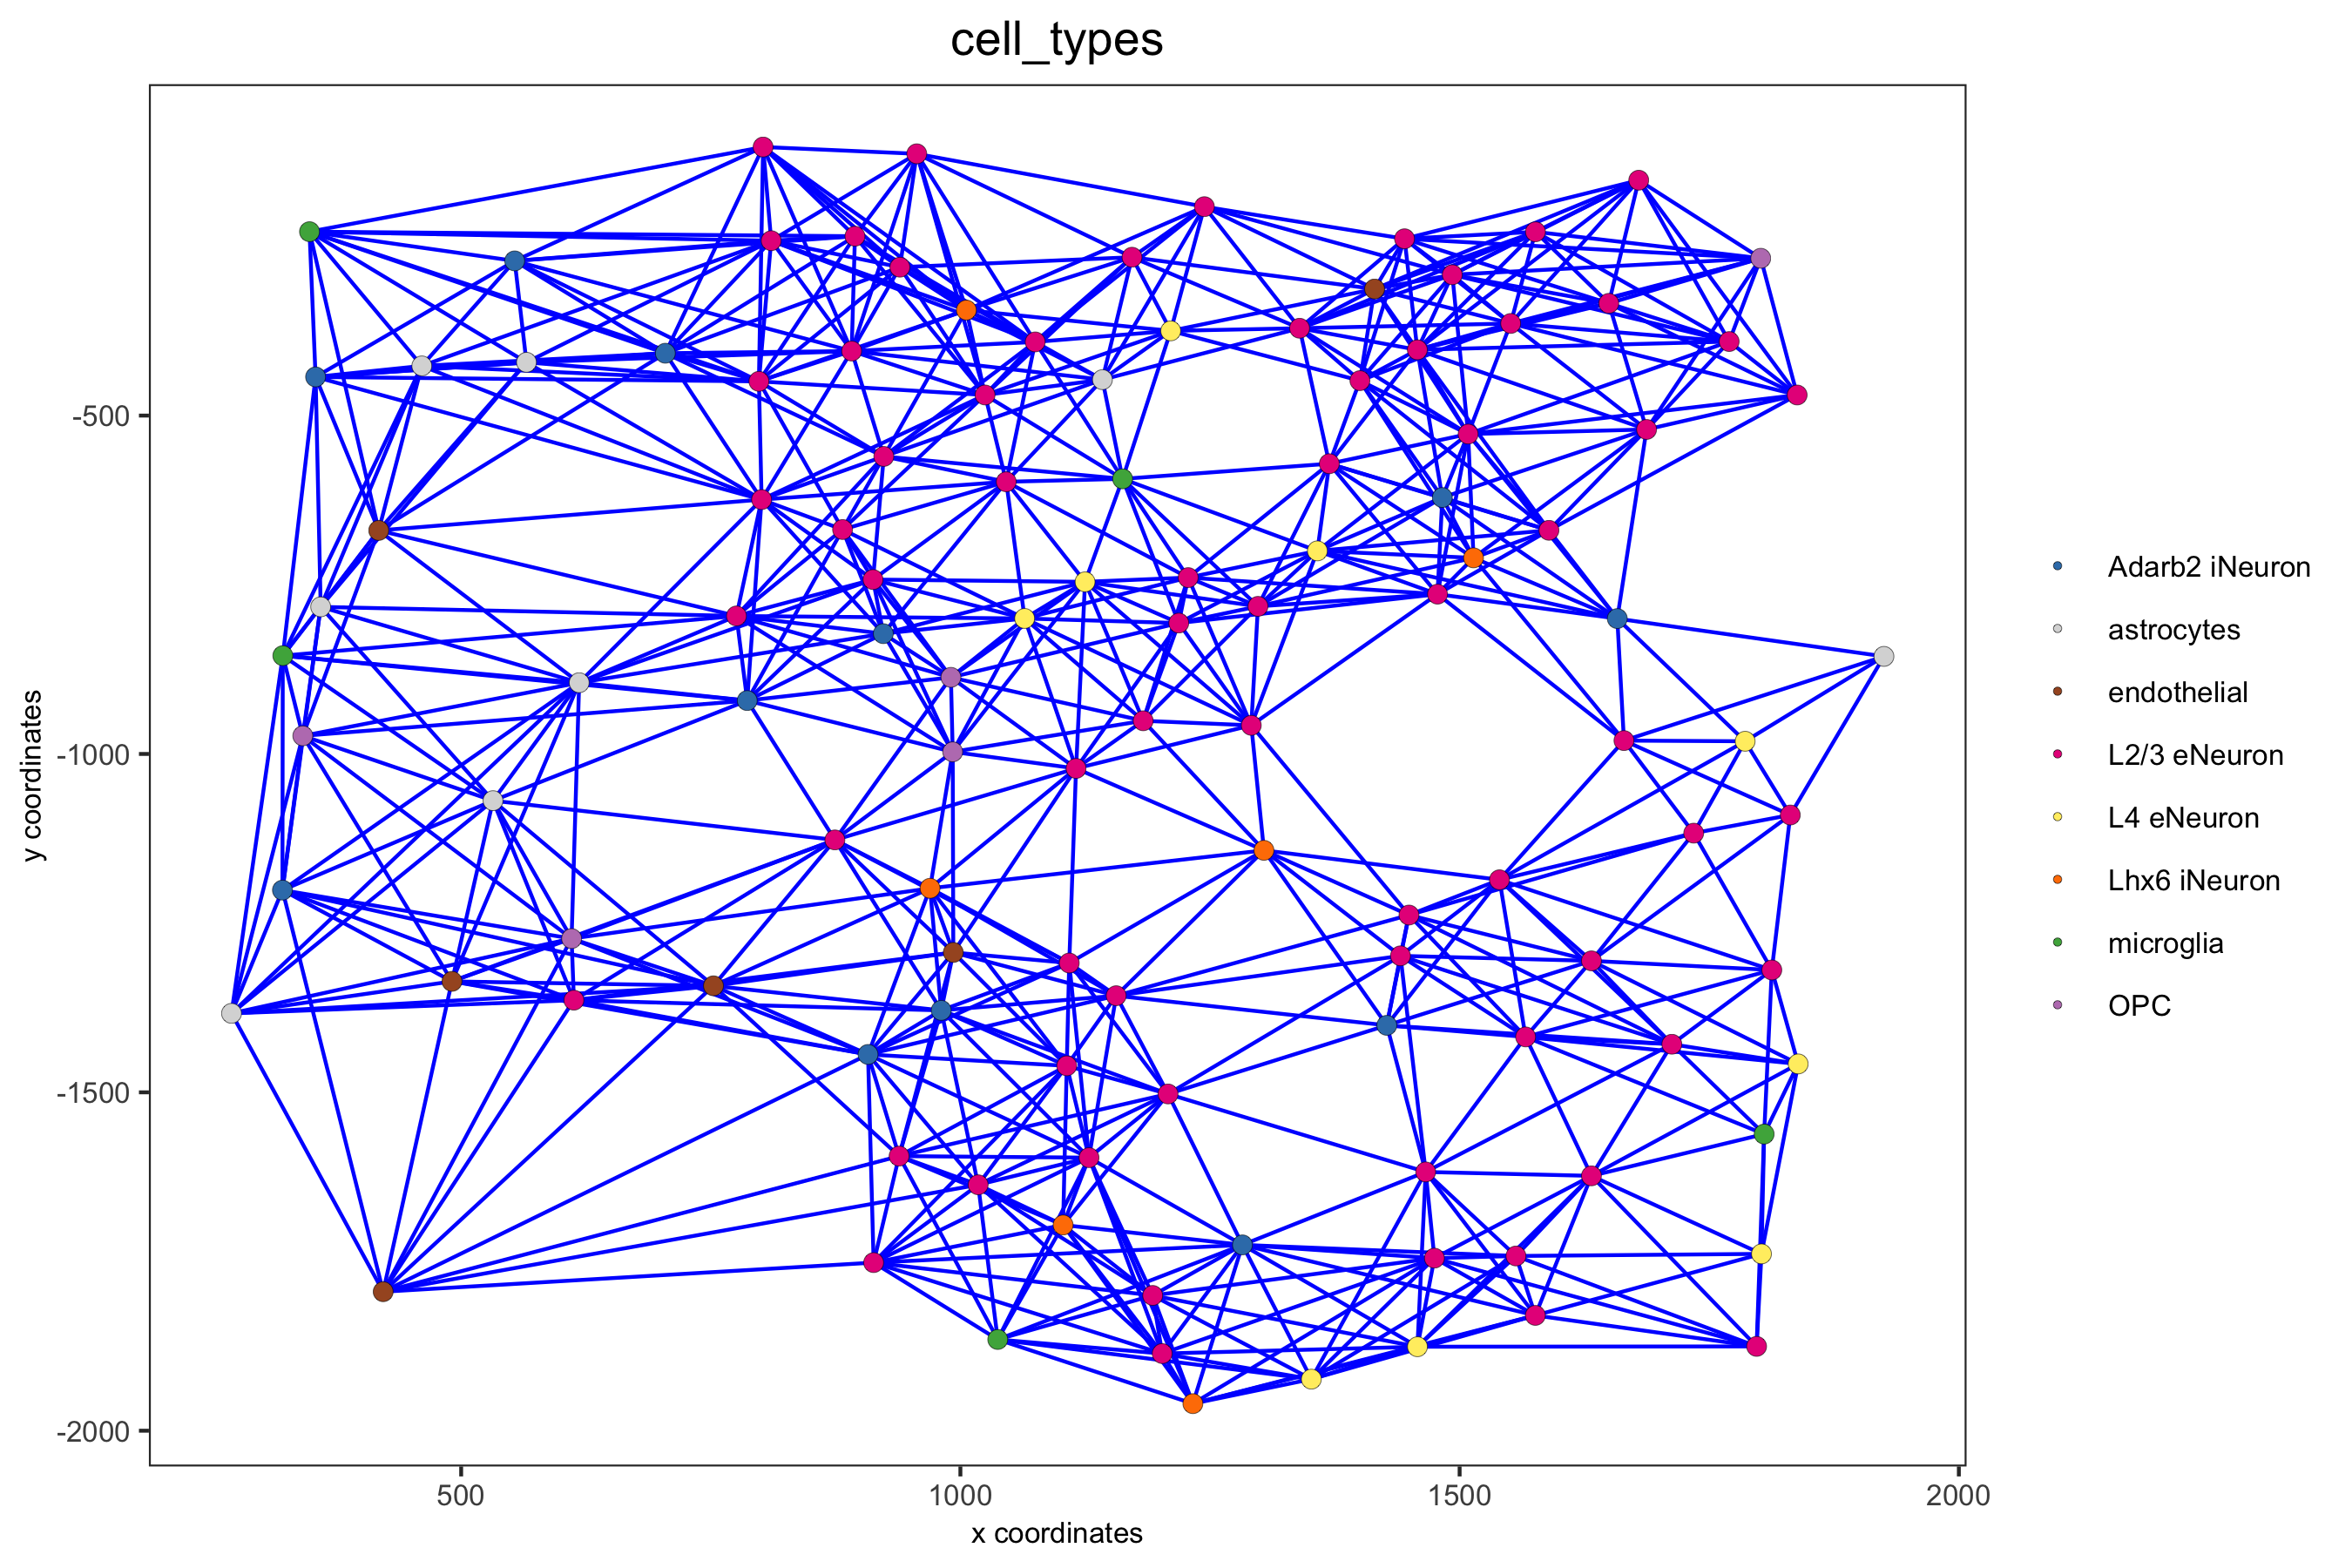 cell_types
y coordinates
-500
-1000
-1500
-2000
500
1000
1500
2000
x coordinates
Adarb2 iNeuron
astrocytes
endothelial
L2/3 eNeuron
L4 eNeuron
Lhx6 iNeuron
microglia
OPC